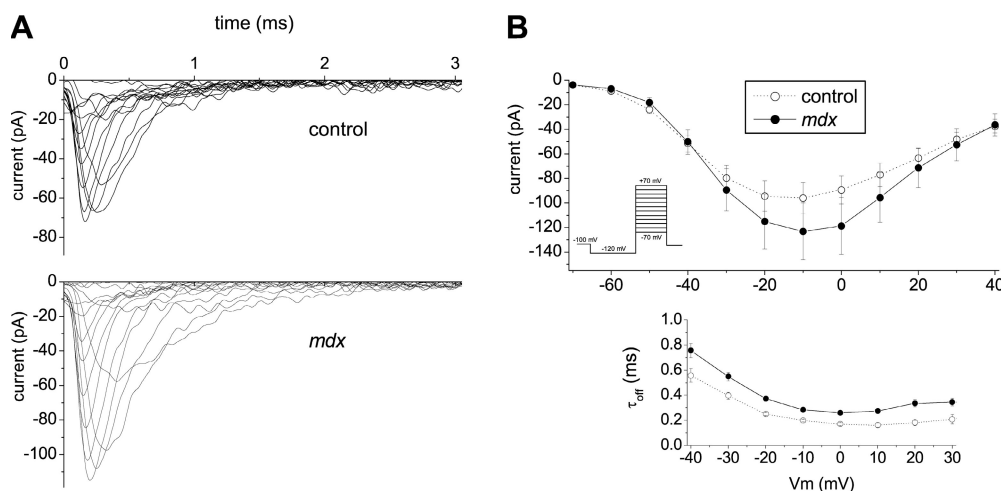 A
time (ms)
0 1 2 3
0
-20
-40
-60
-80
current (pA)
control
0
-20
-40
-60
-80
-100
current (pA)
mdx
B
0
-20
-40
-60
-80
-100
-120
-140
current (pA)
control
mdx
+70 mV
-70 mV
-100 mV
-120 mV
-60 -40 -20 0 20 40
1.0
0.8
0.6
0.4
0.2
0.0
τoff (ms)
-40 -30 -20 -10 0 10 20 30
Vm (mV)